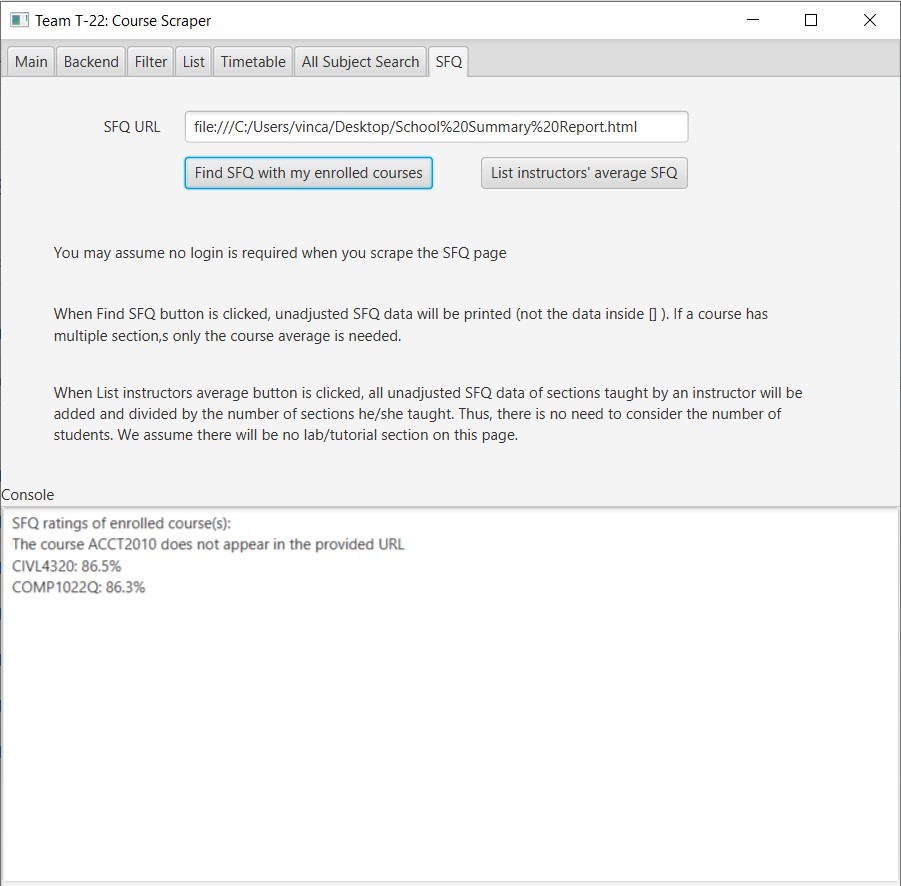 Team T-22: Course Scraper
Main Backend Filter List Timetable All Subject Search SFQ
SFQ URL file:///C:/Users/vinca/Desktop/School%20Summary%20Report.html
Find SFQ with my enrolled courses List instructors' average SFQ
You may assume no login is required when you scrape the SFQ page
When Find SFQ button is clicked, unadjusted SFQ data will be printed (not the data inside [] ). If a course has
multiple section,s only the course average is needed.
When List instructors average button is clicked, all unadjusted SFQ data of sections taught by an instructor will be
added and divided by the number of sections he/she taught. Thus, there is no need to consider the number of
students. We assume there will be no lab/tutorial section on this page.
Console
SFQ ratings of enrolled course(s):
The course ACCT2010 does not appear in the provided URL
CIVL4320: 86.5%
COMP1022Q: 86.3%